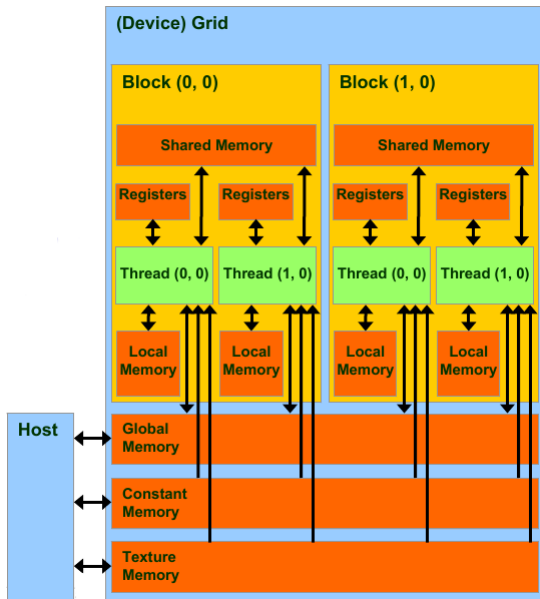 (Device) Grid
Block (0, 0)
Shared Memory
Registers
Registers
Thread (0, 0)
Thread (1, 0)
Local
Memory
Local
Memory
Block (1, 0)
Shared Memory
Registers
Registers
Thread (0, 0)
Thread (1, 0)
Local
Memory
Local
Memory
Host
Global
Memory
Constant
Memory
Texture
Memory